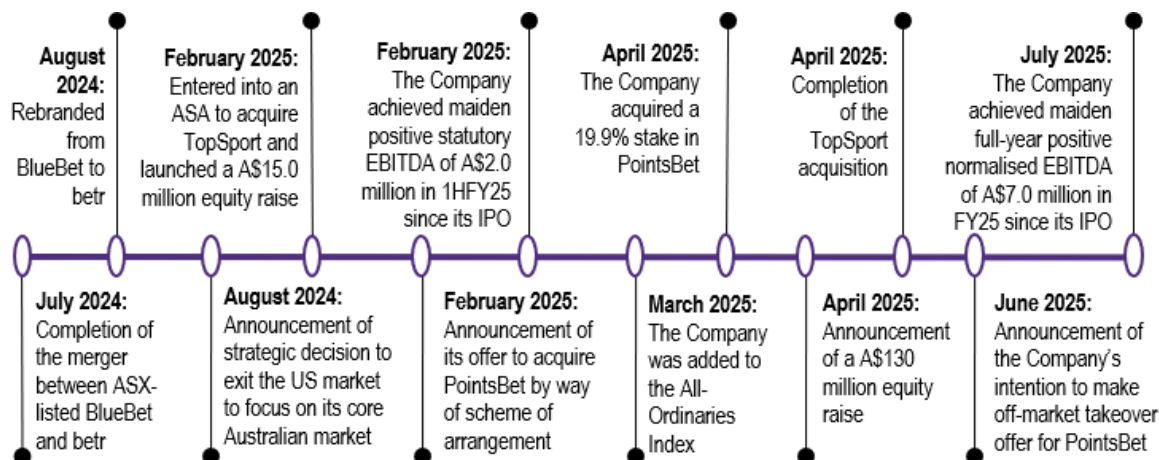 August
2024:
Rebranded
from
BlueBet to
betr
February 2025:
Entered into an
ASA to acquire
TopSport and
launched a A$15.0
million equity raise
February 2025:
The Company
achieved maiden
positive statutory
EBITDA of A$2.0
million in 1HFY25
since its IPO
April 2025:
The Company
acquired a
19.9% stake in
PointsBet
April 2025:
Completion
of the
TopSport
acquisition
July 2025:
The Company
achieved maiden
full-year positive
normalised EBITDA
of A$7.0 million in
FY25 since its IPO
July 2024:
Completion of
the merger
between ASX-
listed BlueBet
and betr
August 2024:
Announcement of
strategic decision to
exit the US market
to focus on its core
Australian market
February 2025:
Announcement of
its offer to acquire
PointsBet by way
of scheme of
arrangement
March 2025:
The Company
was added to
the All-
Ordinaries
Index
April 2025:
Announcement
of a A$130
million equity
raise
June 2025:
Announcement of
the Company's
intention to make
off-market takeover
offer for PointsBet